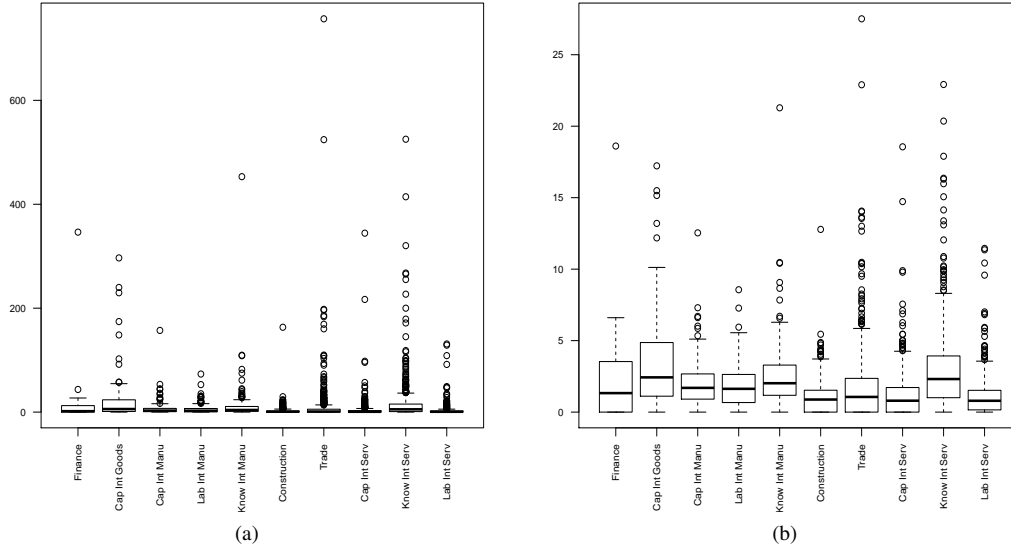 600
400
200
0
Finance
Cap Int Goods
Cap Int Manu
Lab Int Manu
Know Int Manu
Construction
Trade
Cap Int Serv
Know Int Serv
Lab Int Serv
(a)
25
20
15
10
5
0
Finance
Cap Int Goods
Cap Int Manu
Lab Int Manu
Know Int Manu
Construction
Trade
Cap Int Serv
Know Int Serv
Lab Int Serv
(b)